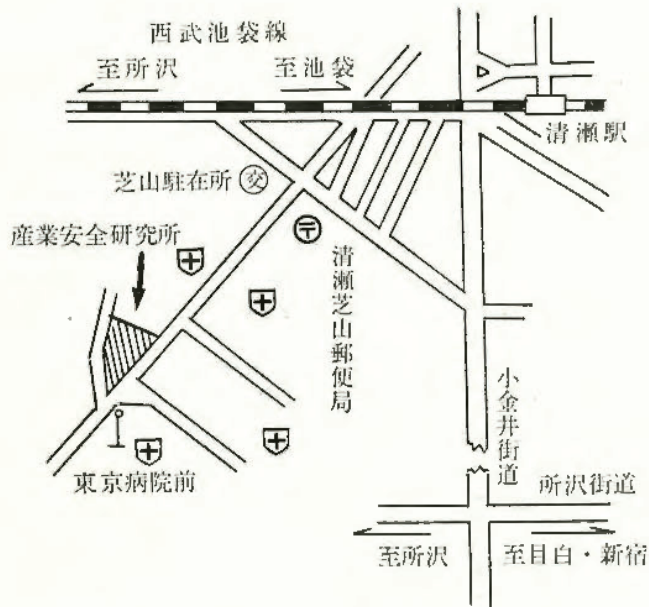 西武池袋線
至所沢
至池袋
清瀬駅
芝山駐在所
交
〒
産業安全研究所
清瀬芝山郵便局
小金井街道
東京病院前
所沢街道
至所沢
至目白・新宿